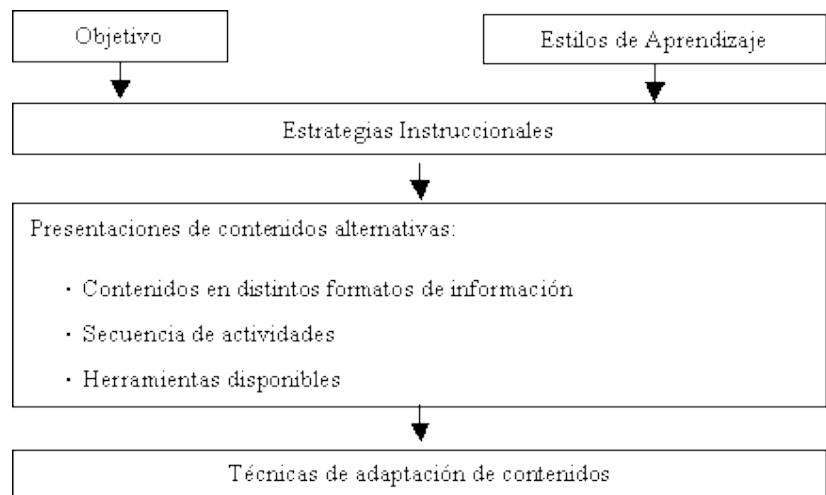 Objetivo
Estilos de Aprendizaje
Estrategias Instruccionales
Presentaciones de contenidos alternativas:
· Contenidos en distintos formatos de información
· Secuencia de actividades
· Herramientas disponibles
Técnicas de adaptación de contenidos